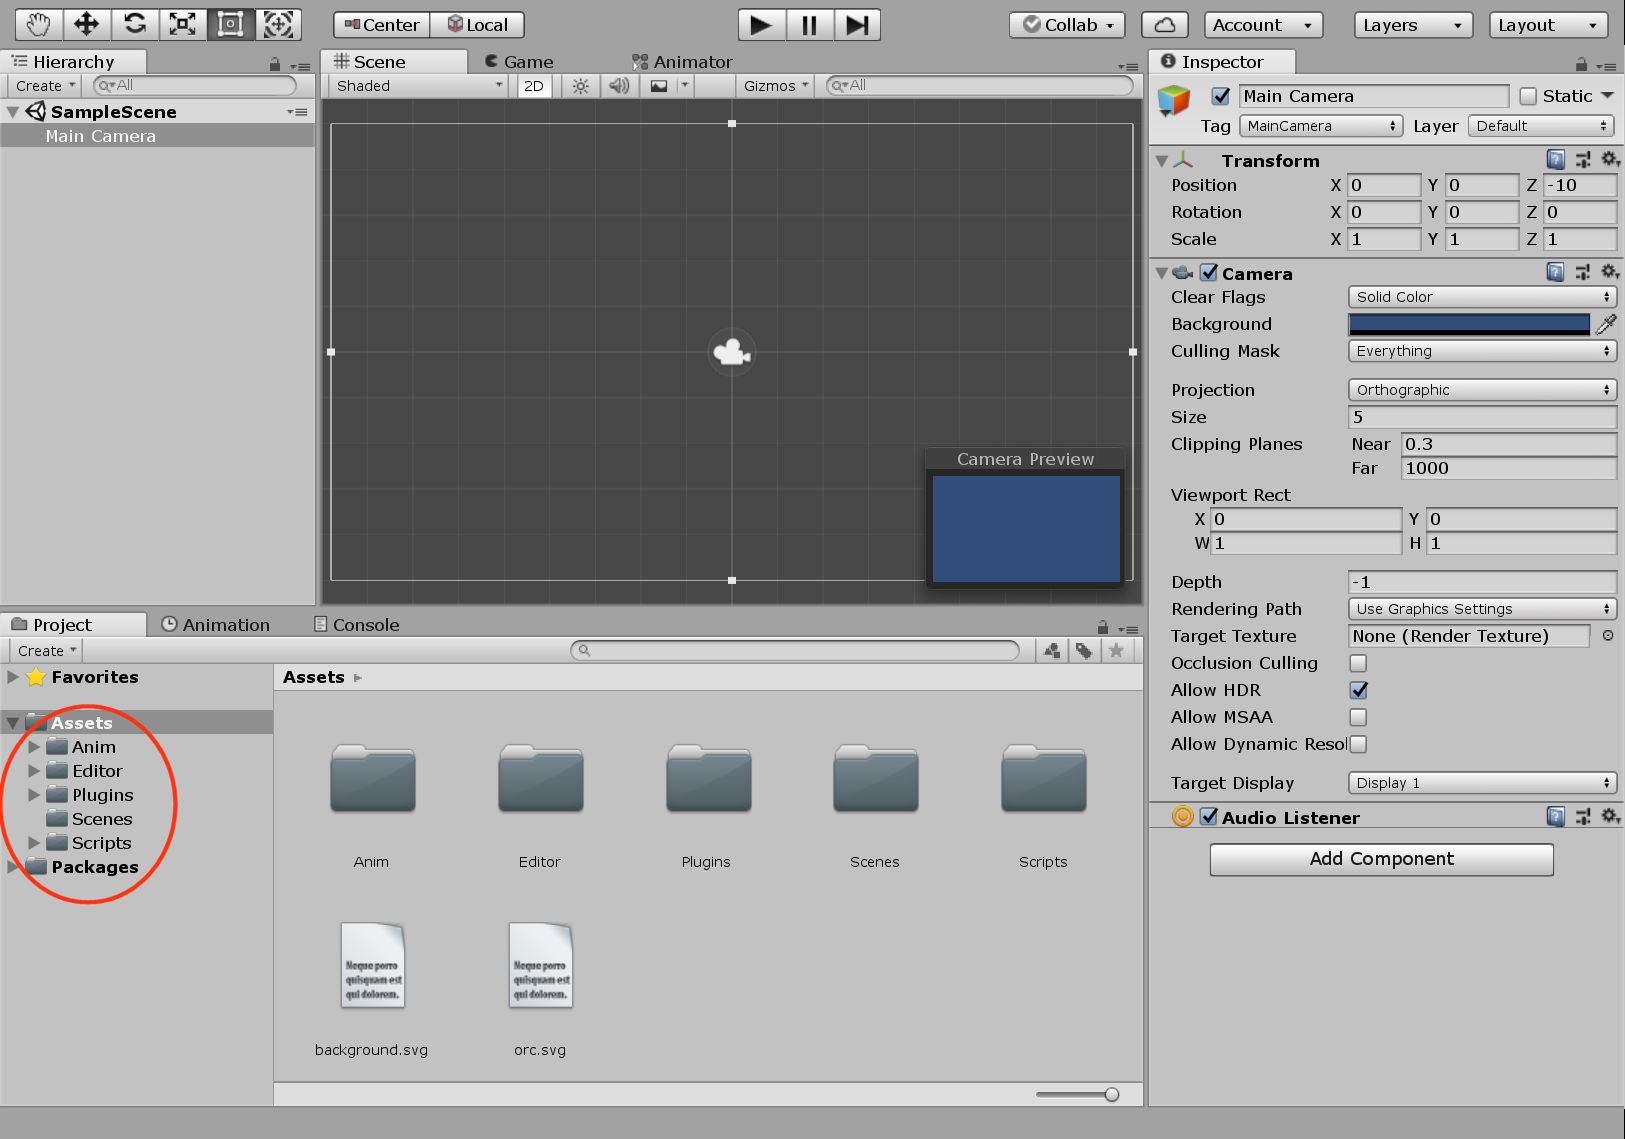 Center Local Collab Account Layers Layout
Hierarchy
Create All
SampleScene
Main Camera
Scene Game Animator
Shaded 2D Gizmos All
Camera Preview
Inspector
Main Camera Static
Tag MainCamera Layer Default
Transform
Position X 0 Y 0 Z -10
Rotation X 0 Y 0 Z 0
Scale X 1 Y 1 Z 1
Camera
Clear Flags Solid Color
Background
Culling Mask Everything
Projection Orthographic
Size 5
Clipping Planes Near 0.3
Far 1000
Viewport Rect
X 0 Y 0
W 1 H 1
Depth -1
Rendering Path Use Graphics Settings
Target Texture None (Render Texture)
Occlusion Culling
Allow HDR
Allow MSAA
Allow Dynamic Resol
Target Display Display 1
Audio Listener
Add Component
Project Animation Console
Create
Favorites
Assets
Anim
Editor
Plugins
Scenes
Scripts
Packages
Assets
Anim Editor Plugins Scenes Scripts
Neque porro
quisquam est
qui dolorem.
Neque porro
quisquam est
qui dolorem.
background.svg orc.svg